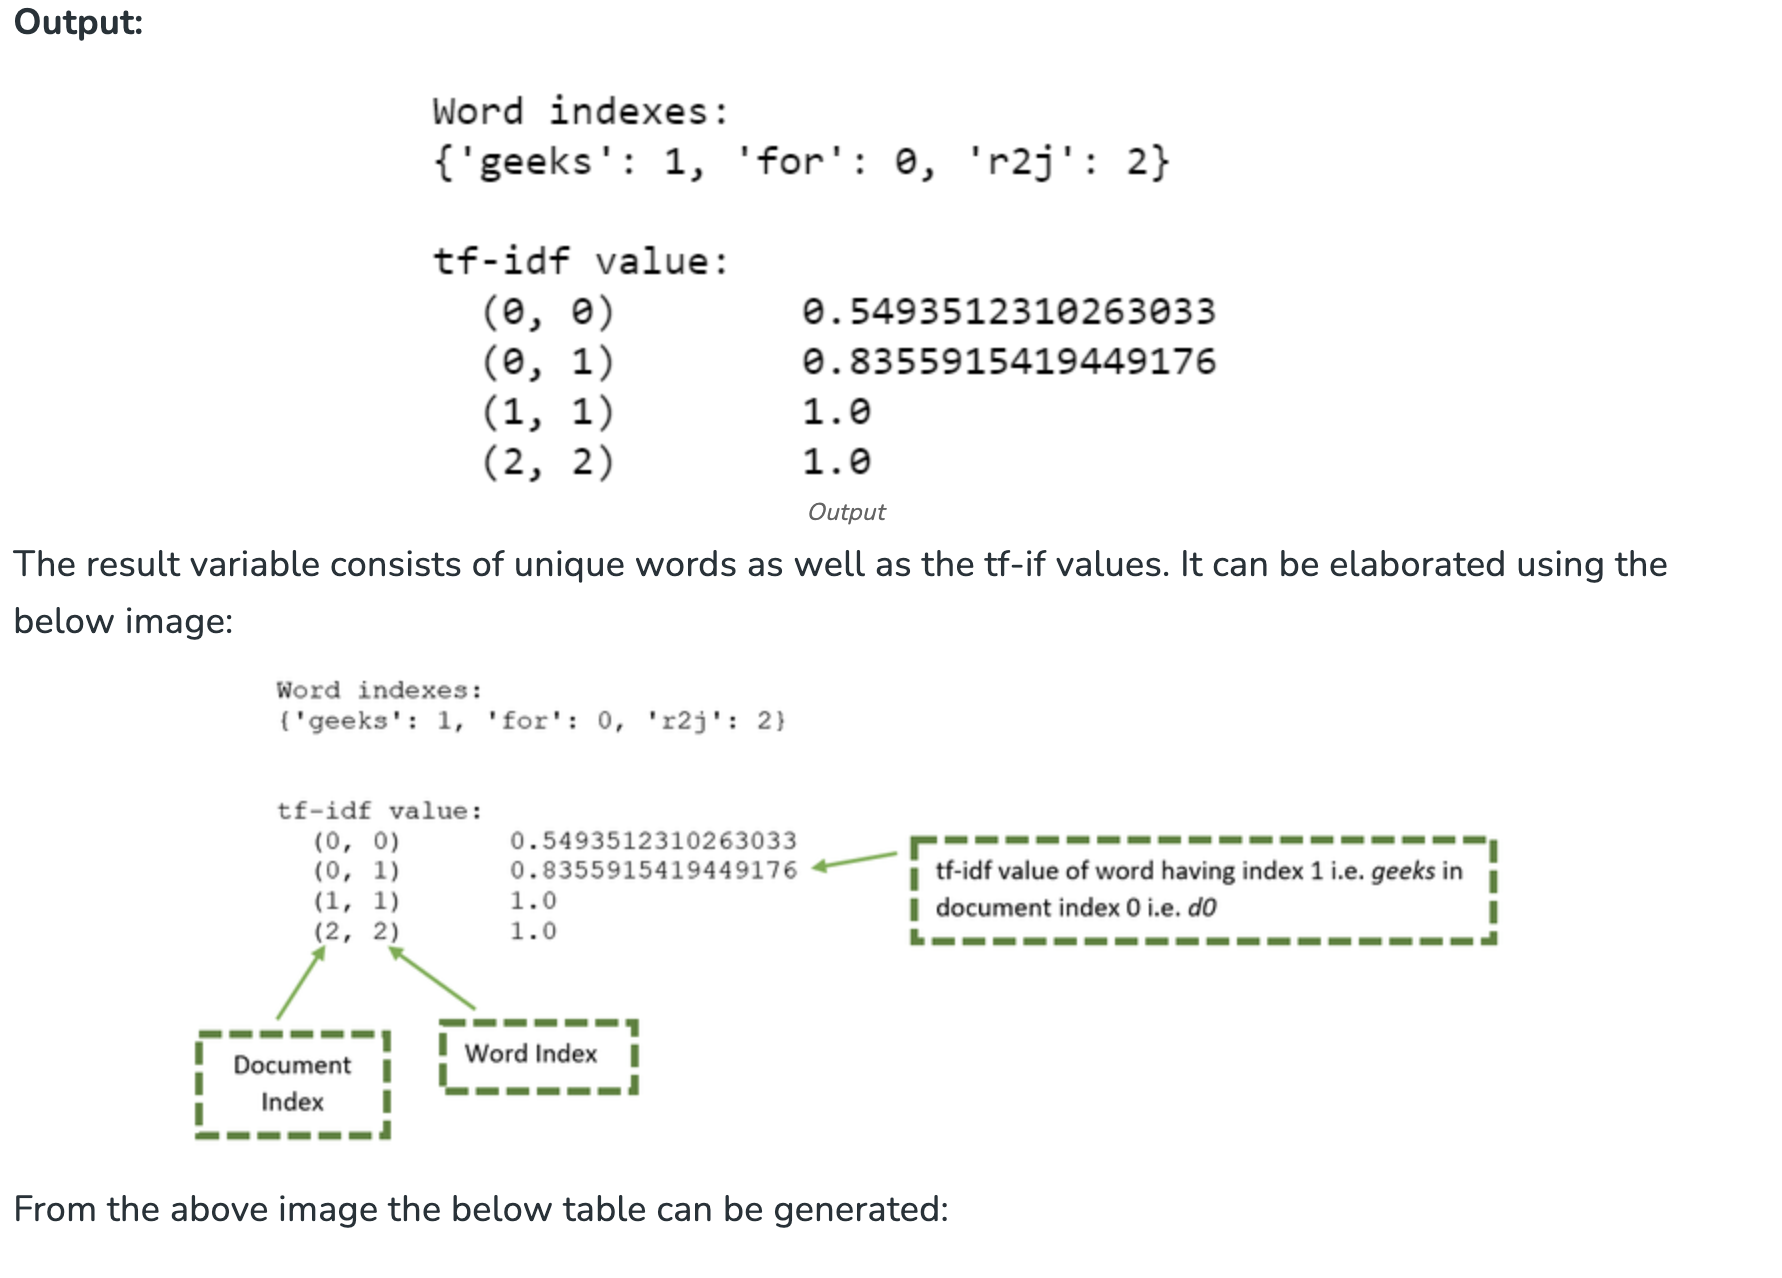 Output:
Word indexes:
{'geeks': 1, 'for': 0, 'r2j': 2}
tf-idf value:
(0, 0) 0.5493512310263033
(0, 1) 0.8355915419449176
(1, 1) 1.0
(2, 2) 1.0
Output
The result variable consists of unique words as well as the tf-if values. It can be elaborated using the
below image:
Word indexes:
{'geeks': 1, 'for': 0, 'r2j': 2}
tf-idf value:
(0, 0) 0.5493512310263033
(0, 1) 0.8355915419449176
(1, 1) 1.0
(2, 2) 1.0
tf-idf value of word having index 1 i.e. geeks in
document index 0 i.e. d0
Document
Index
Word Index
From the above image the below table can be generated: